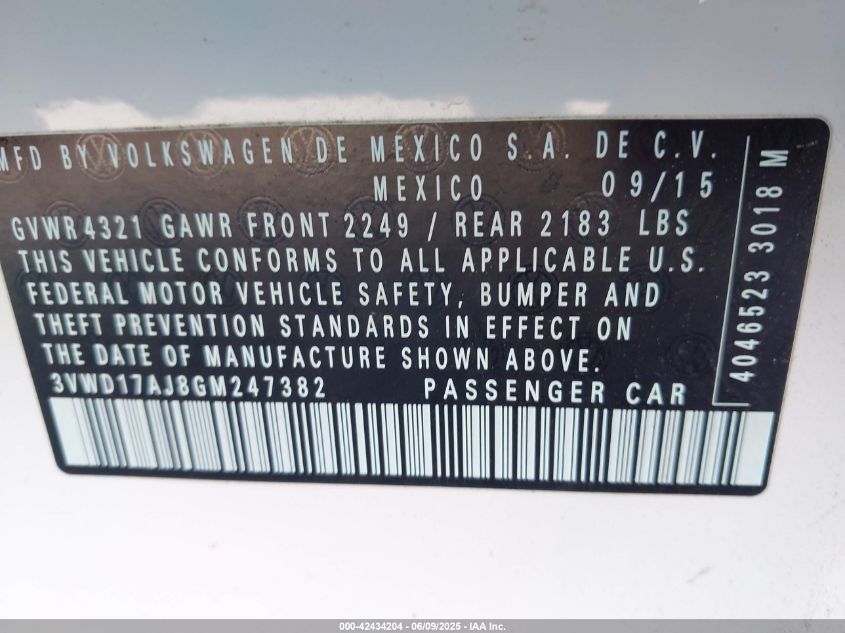 MFD BY VOLKSWAGEN DE MEXICO S.A. DE C.V.
MEXICO 09/15
GVWR 4321 GAWR FRONT 2249 / REAR 2183 LBS
THIS VEHICLE CONFORMS TO ALL APPLICABLE U.S.
FEDERAL MOTOR VEHICLE SAFETY, BUMPER AND
THEFT PREVENTION STANDARDS IN EFFECT ON
THE DATE OF MANUFACTURE SHOWN ABOVE.
3VWD17AJ8GM247382 PASSENGER CAR
4046523 3018 M
000-42434204 - 06/09/2025 - IAA Inc.